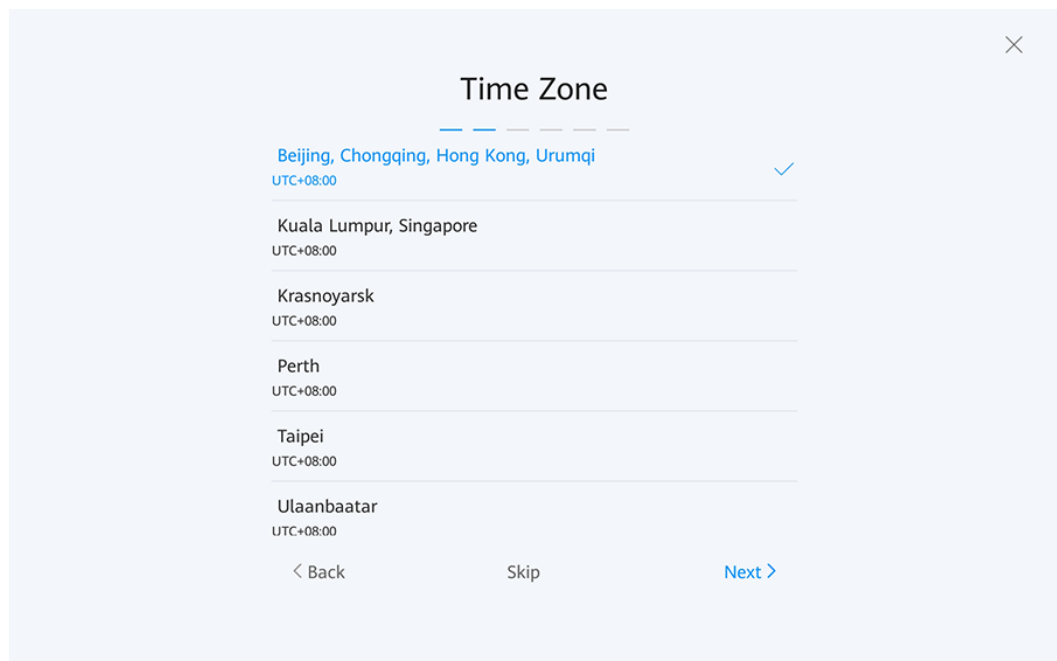 Time Zone
Beijing, Chongqing, Hong Kong, Urumqi
UTC+08:00
Kuala Lumpur, Singapore
UTC+08:00
Krasnoyarsk
UTC+08:00
Perth
UTC+08:00
Taipei
UTC+08:00
Ulaanbaatar
UTC+08:00
Back Skip Next